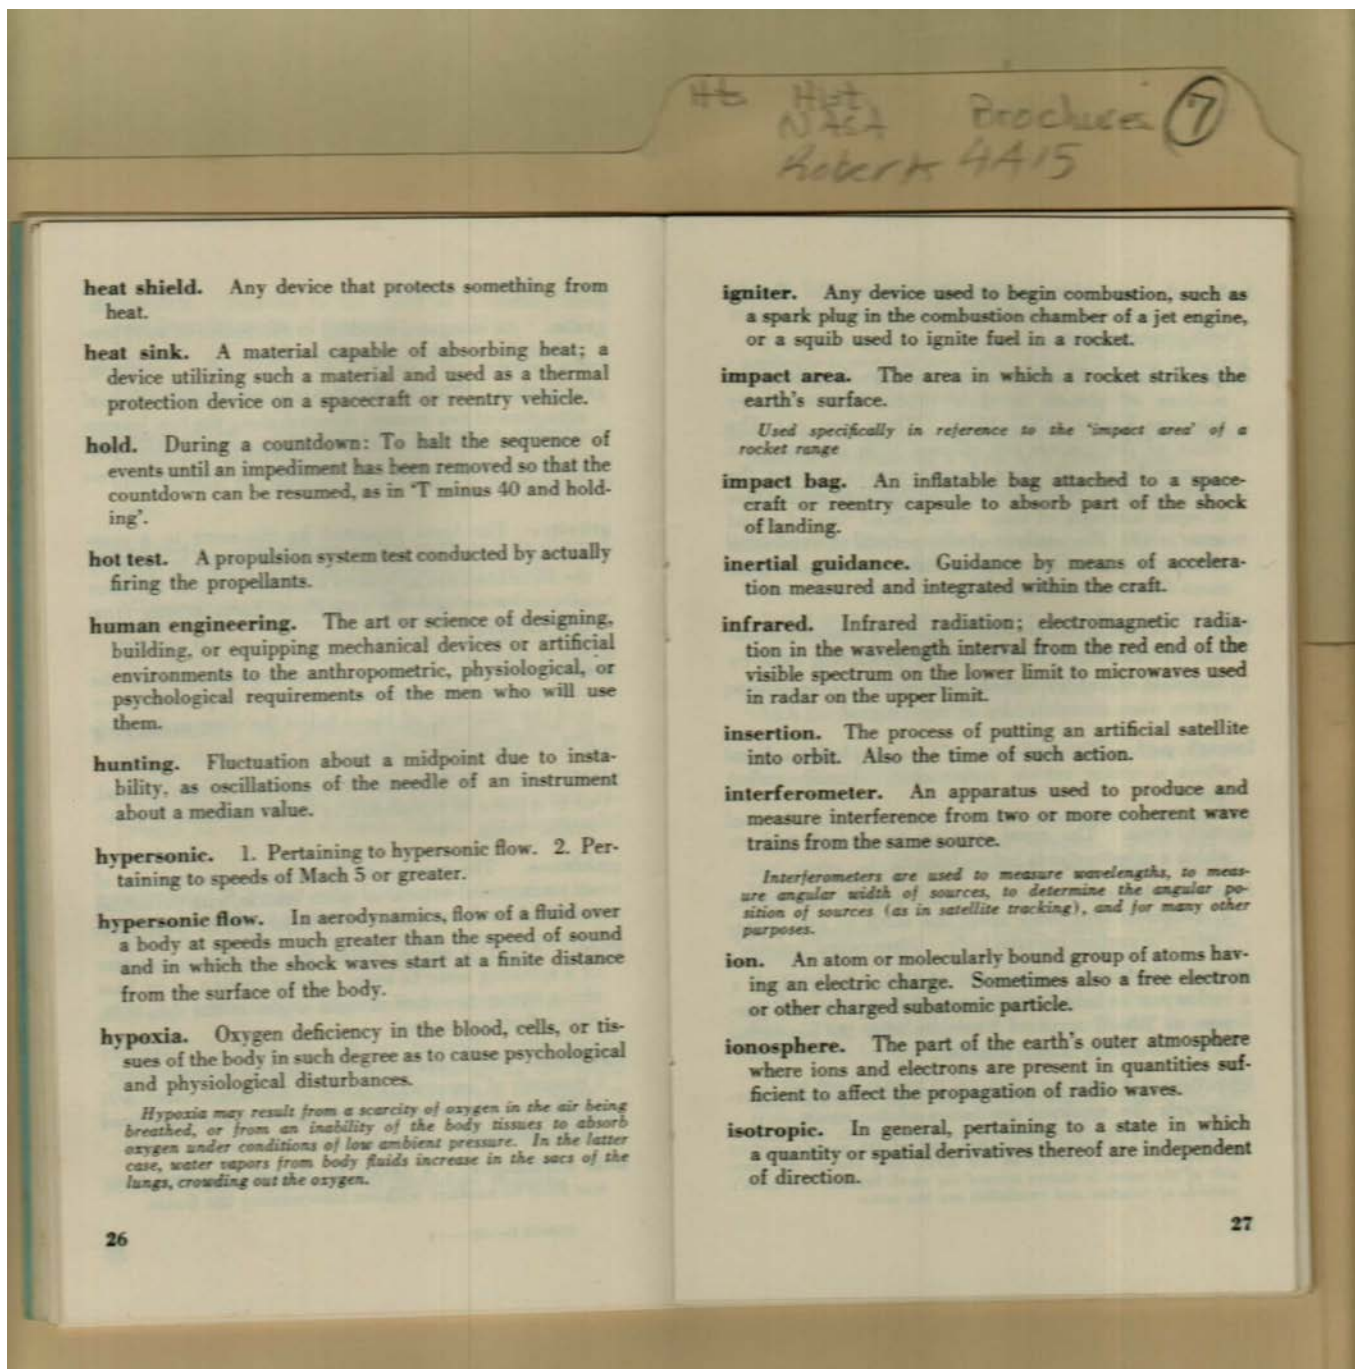 Hst
NASA
Brochures 7
Roberts 4A15
heat shield. Any device that protects something from
heat.
heat sink. A material capable of absorbing heat; a
device utilizing such a material and used as a thermal
protection device on a spacecraft or reentry vehicle.
hold. During a countdown: To halt the sequence of
events until an impediment has been removed so that the
countdown can be resumed, as in 'T minus 40 and hold-
ing'.
hot test. A propulsion system test conducted by actually
firing the propellants.
human engineering. The art or science of designing,
building, or equipping mechanical devices or artificial
environments to the anthropometric, physiological, or
psychological requirements of the men who will use
them.
hunting. Fluctuation about a midpoint due to insta-
bility, as oscillations of the needle of an instrument
about a median value.
hypersonic. 1. Pertaining to hypersonic flow. 2. Per-
taining to speeds of Mach 5 or greater.
hypersonic flow. In aerodynamics, flow of a fluid over
a body at speeds much greater than the speed of sound
and in which the shock waves start at a finite distance
from the surface of the body.
hypoxia. Oxygen deficiency in the blood, cells, or tis-
sues of the body in such degree as to cause psychological
and physiological disturbances.
Hypoxia may result from a scarcity of oxygen in the air being
breathed, or from an inability of the body tissues to absorb
oxygen under conditions of low ambient pressure. In the latter
case, water vapors from body fluids increase in the sacs of the
lungs, crowding out the oxygen.
26
igniter. Any device used to begin combustion, such as
a spark plug in the combustion chamber of a jet engine,
or a squib used to ignite fuel in a rocket.
impact area. The area in which a rocket strikes the
earth's surface.
Used specifically in reference to the 'impact area' of a
rocket range
impact bag. An inflatable bag attached to a space-
craft or reentry capsule to absorb part of the shock
of landing.
inertial guidance. Guidance by means of accelera-
tion measured and integrated within the craft.
infrared. Infrared radiation; electromagnetic radia-
tion in the wavelength interval from the red end of the
visible spectrum on the lower limit to microwaves used
in radar on the upper limit.
insertion. The process of putting an artificial satellite
into orbit. Also the time of such action.
interferometer. An apparatus used to produce and
measure interference from two or more coherent wave
trains from the same source.
Interferometers are used to measure wavelengths, to meas-
ure angular width of sources, to determine the angular po-
sition of sources (as in satellite tracking), and for many other
purposes.
ion. An atom or molecularly bound group of atoms hav-
ing an electric charge. Sometimes also a free electron
or other charged subatomic particle.
ionosphere. The part of the earth's outer atmosphere
where ions and electrons are present in quantities suf-
ficient to affect the propagation of radio waves.
isotropic. In general, pertaining to a state in which
a quantity or spatial derivatives thereof are independent
of direction.
27